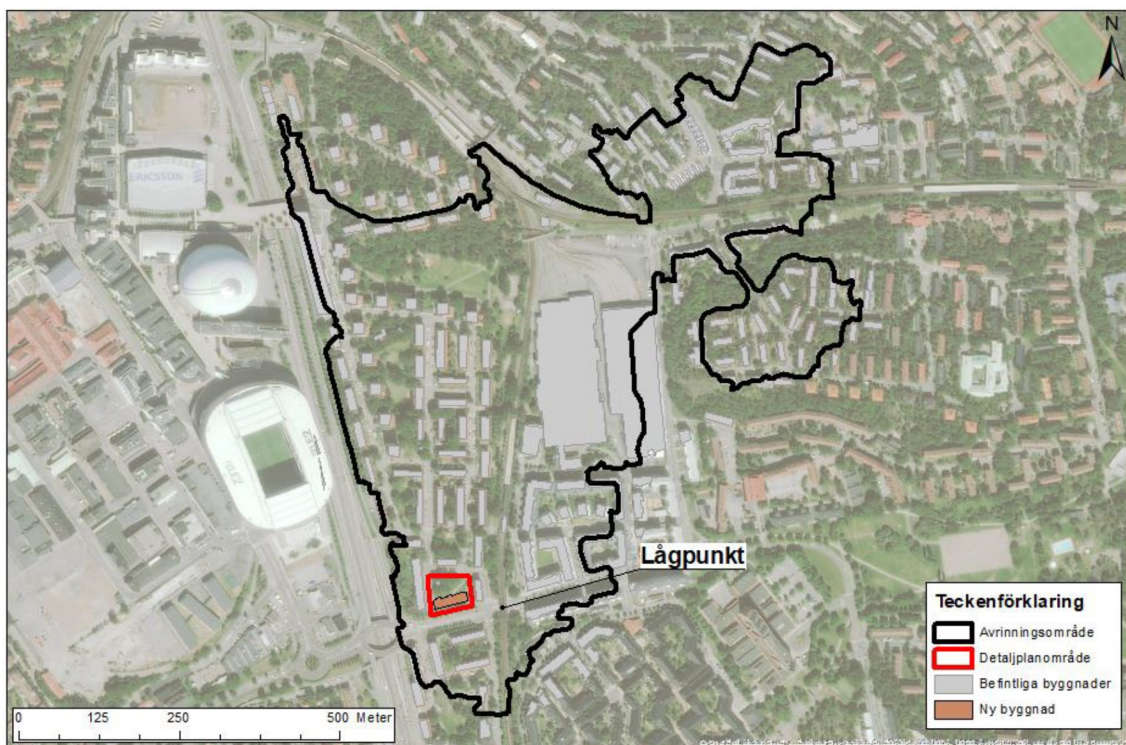 N
ERICSSON
Lågpunkt
Teckenförklaring
Avrinningsområde
Detaljplanområde
Befintliga byggnader
Ny byggnad
0 125 250 500 Meter